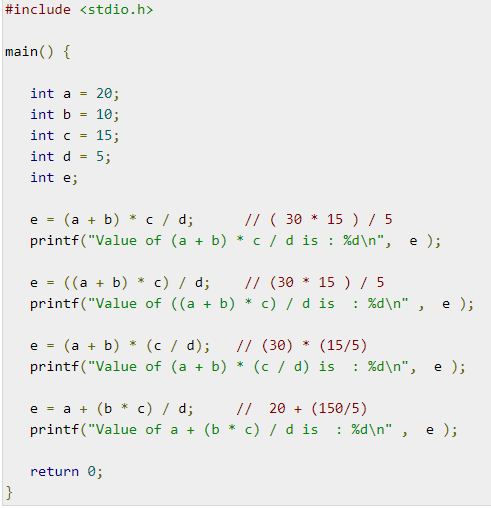 #include <stdio.h>
main() {
int a = 20;
int b = 10;
int c = 15;
int d = 5;
int e;
e = (a + b) * c / d;      // ( 30 * 15 ) / 5
printf("Value of (a + b) * c / d is : %d\n",  e );
e = ((a + b) * c) / d;    // (30 * 15 ) / 5
printf("Value of ((a + b) * c) / d is  : %d\n" ,  e );
e = (a + b) * (c / d);   // (30) * (15/5)
printf("Value of (a + b) * (c / d) is  : %d\n",  e );
e = a + (b * c) / d;     //  20 + (150/5)
printf("Value of a + (b * c) / d is  : %d\n" ,  e );
return 0;
}